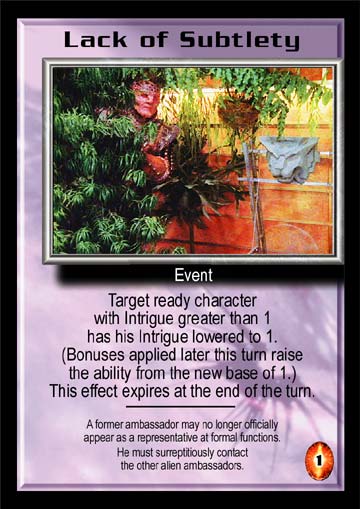 Lack of Subtlety
Event
Target ready character
with Intrigue greater than 1
has his Intrigue lowered to 1.
(Bonuses applied later this turn raise
the ability from the new base of 1.)
This effect expires at the end of the turn.
A former ambassador may no longer officially
appear as a representative at formal functions.
He must surreptitiously contact
the other alien ambassadors.
1